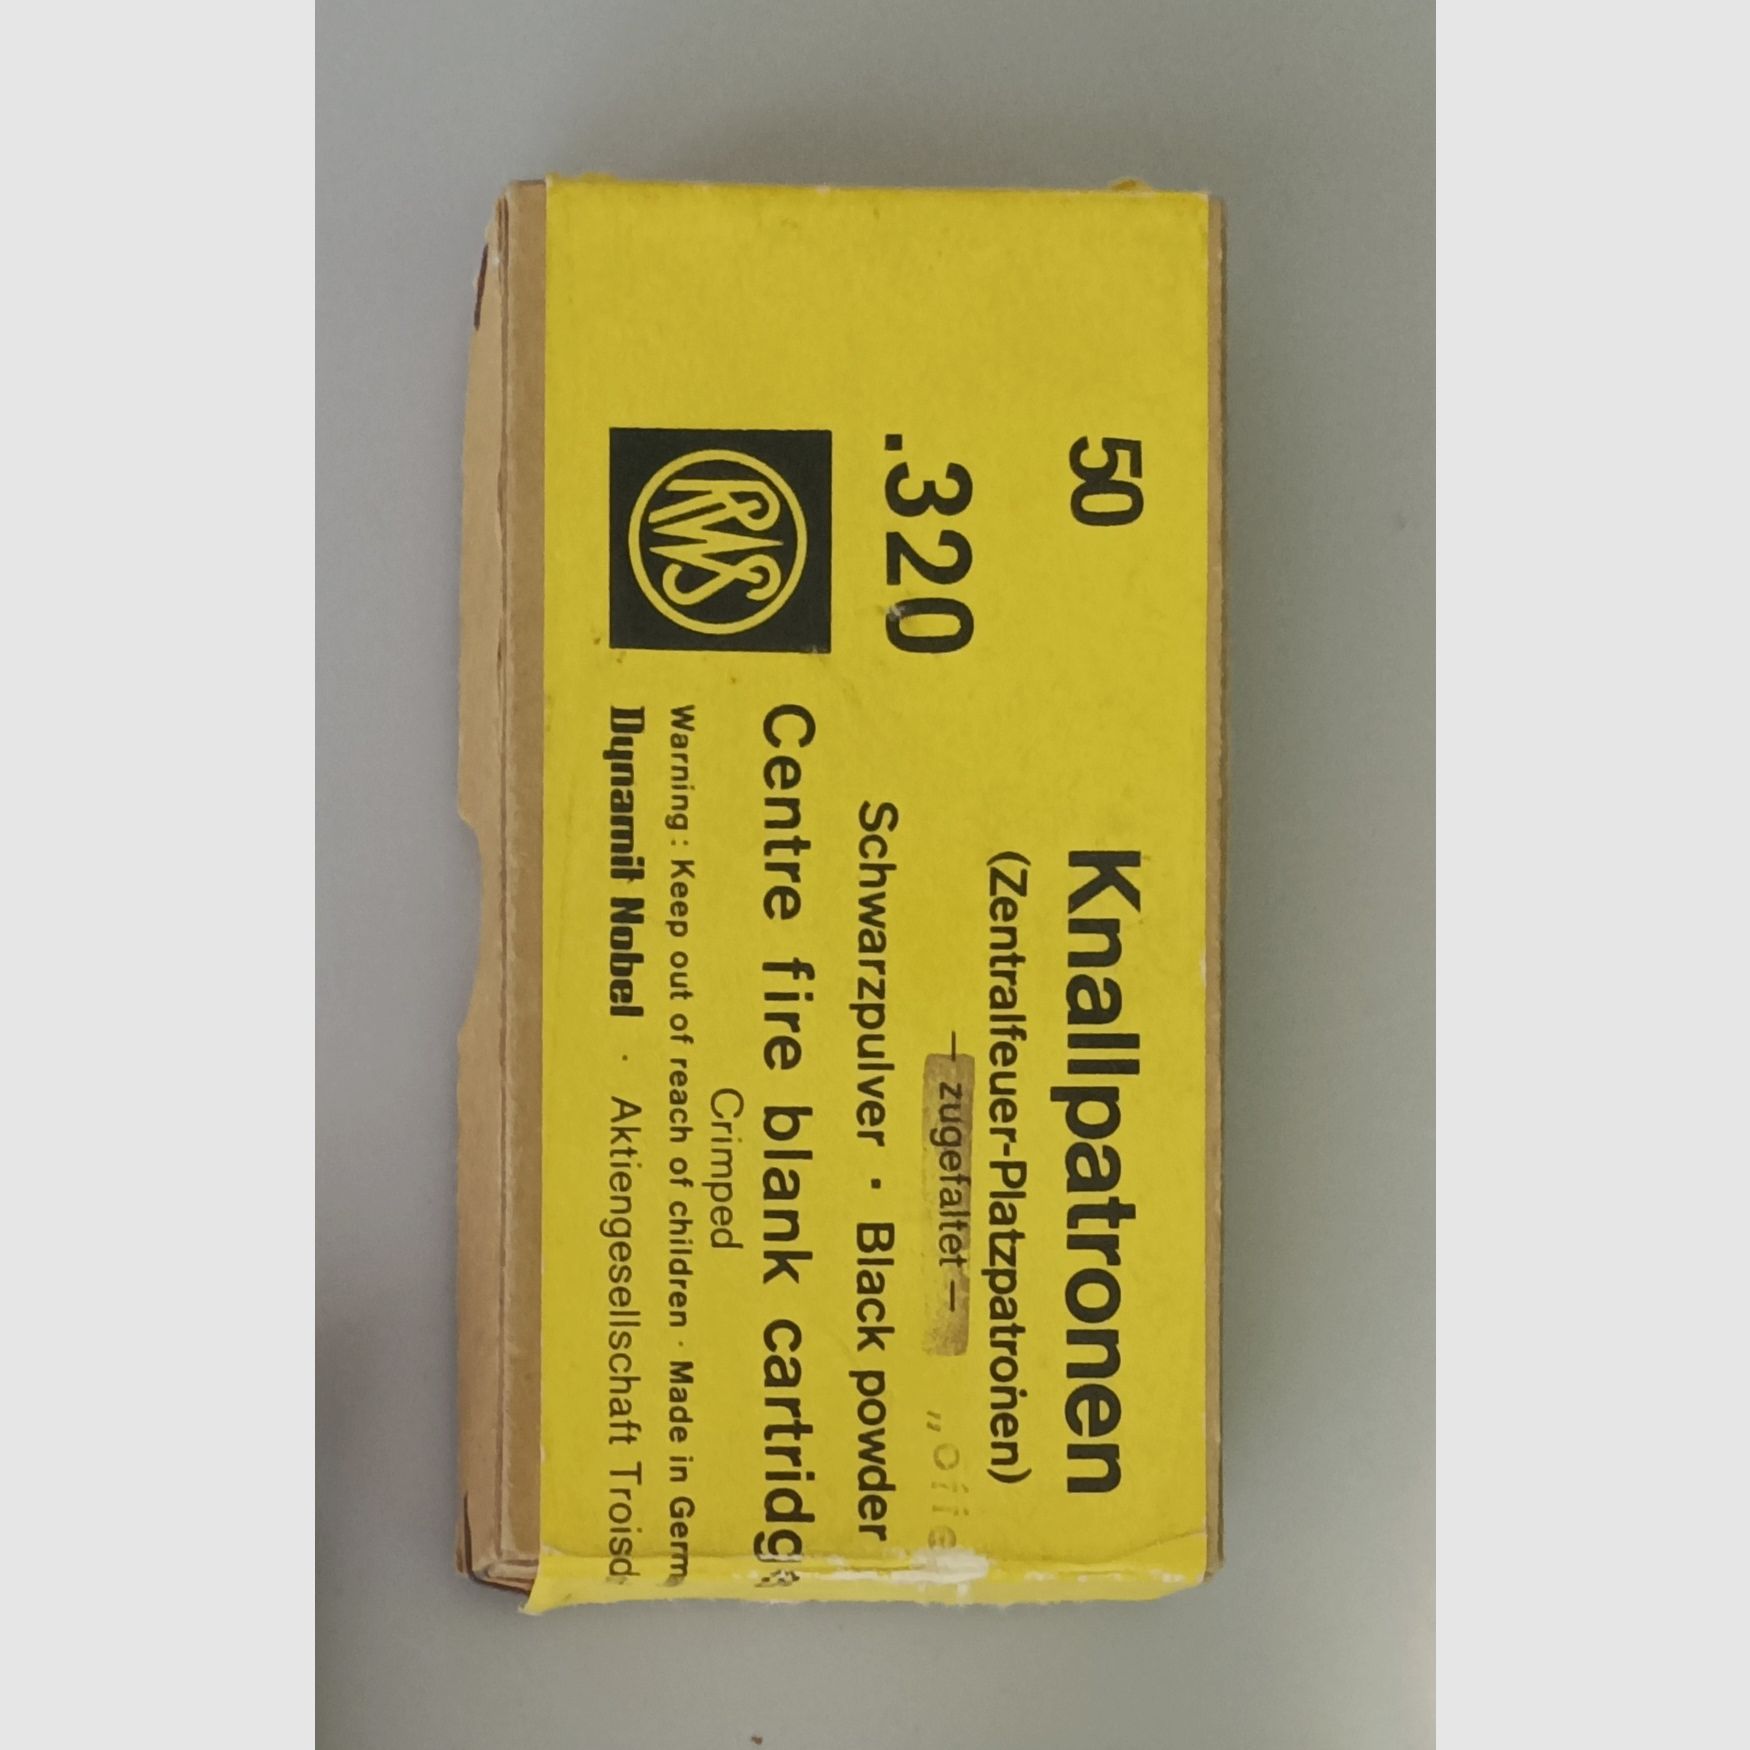 50 Knallpatronen
(Zentralfeuer-Platzpatronen)
.320 — zugefaltet —
Schwarzpulver · Black powder
RWS
Centre fire blank cartridg
Crimped
Warning : Keep out of reach of children · Made in Germ
Dynamit Nobel · Aktiengesellschaft Troisd